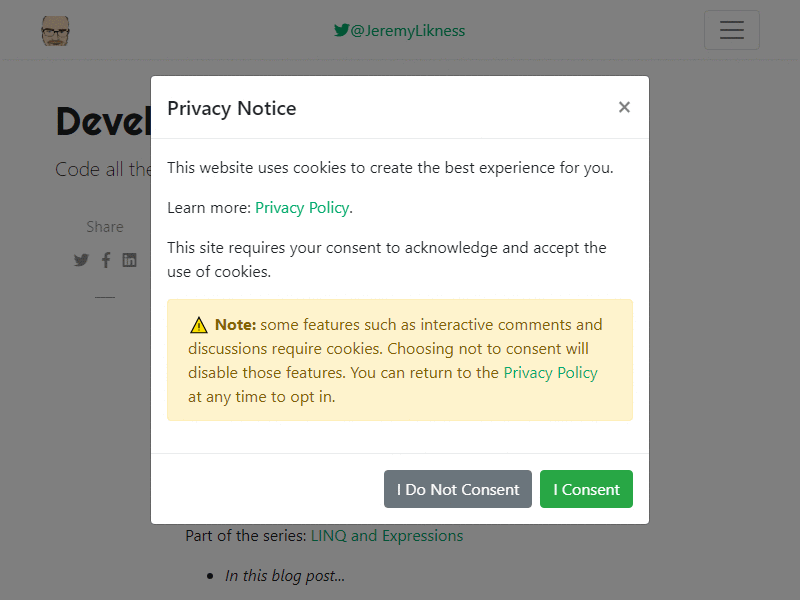 @JeremyLikness
Privacy Notice
×
This website uses cookies to create the best experience for you.
Learn more: Privacy Policy.
This site requires your consent to acknowledge and accept the
use of cookies.
Note: some features such as interactive comments and
discussions require cookies. Choosing not to consent will
disable those features. You can return to the Privacy Policy
at any time to opt in.
I Do Not Consent
I Consent
Code all the
Share
Part of the series: LINQ and Expressions
In this blog post...